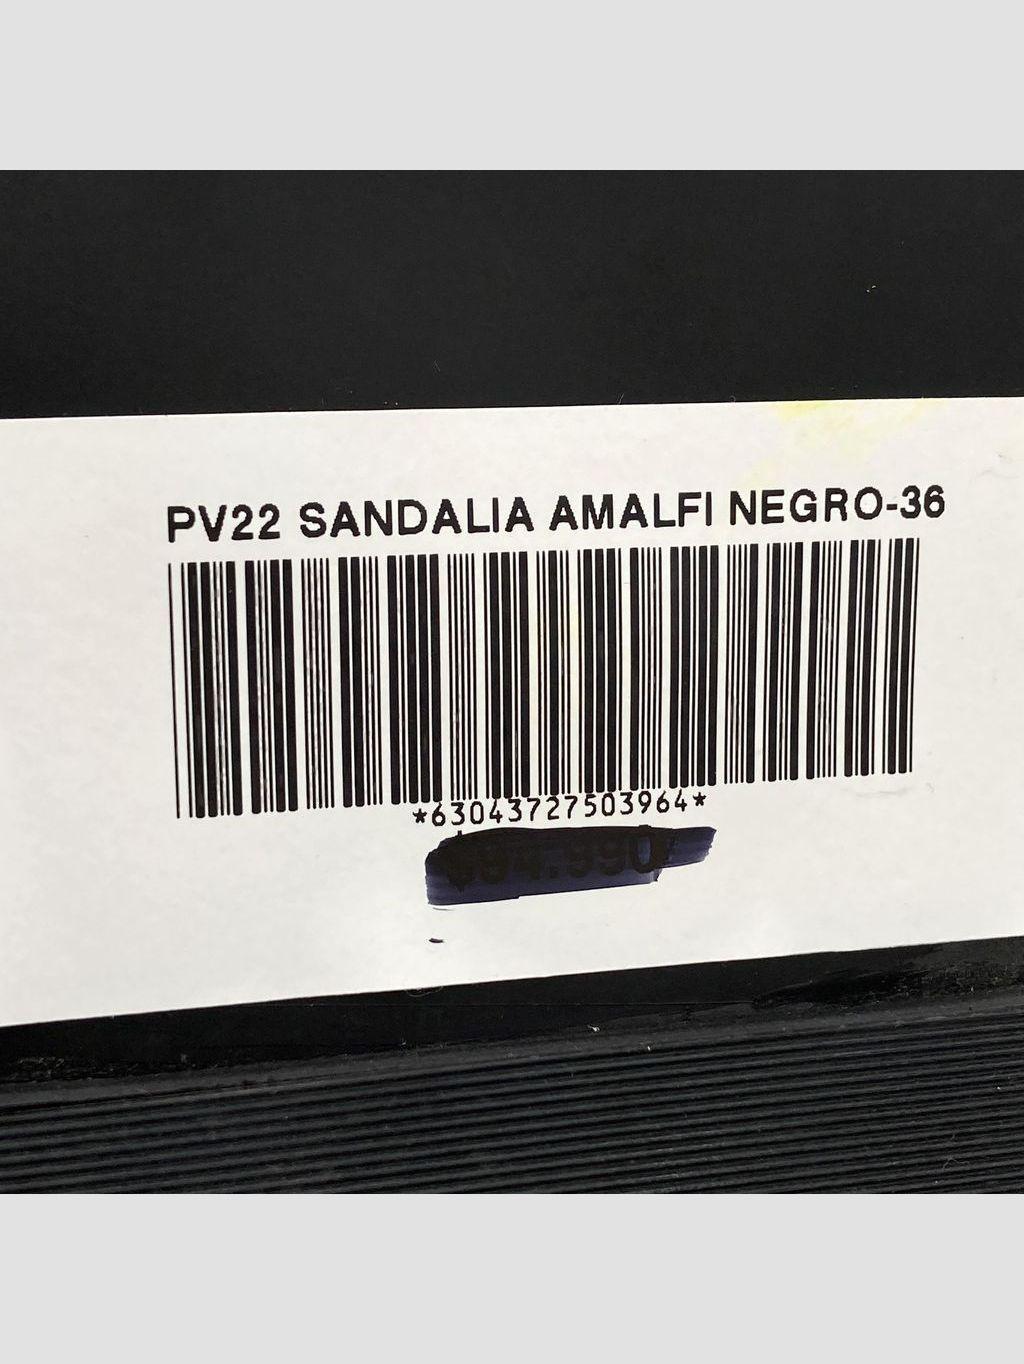 PV22 SANDALIA AMALFI NEGRO-36
*63043727503964*